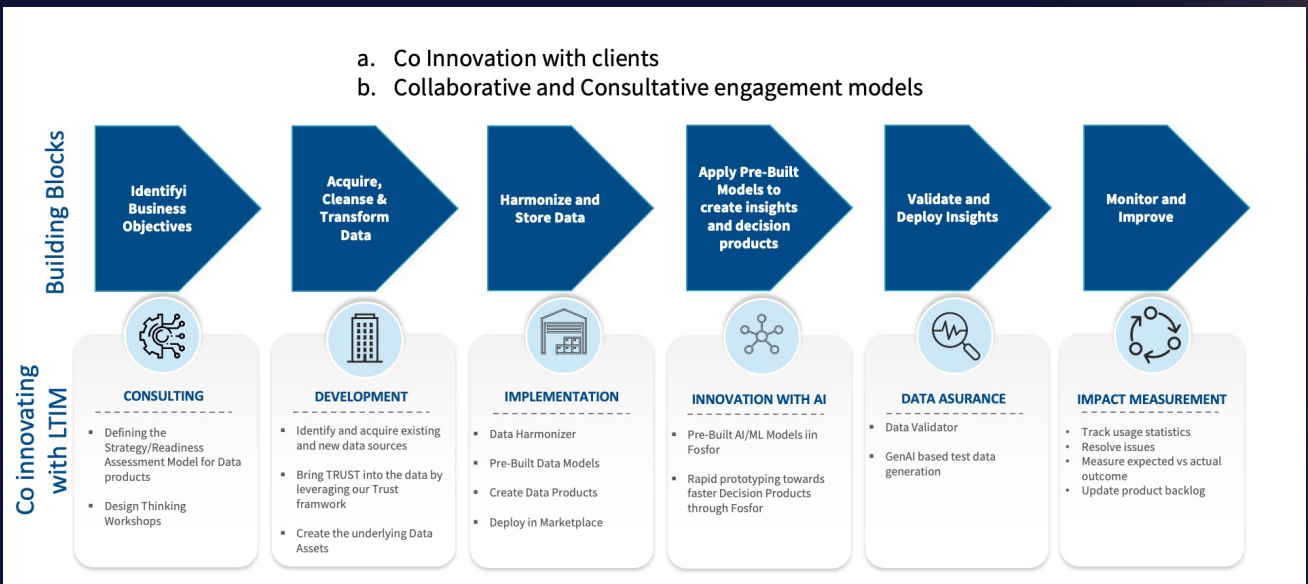 a. Co Innovation with clients
b. Collaborative and Consultative engagement models
Building Blocks
Identifyi
Business
Objectives
Acquire,
Cleanse &
Transform
Data
Harmonize and
Store Data
Apply Pre-Built
Models to
create insights
and decision
products
Validate and
Deploy Insights
Monitor and
Improve
Co innovating
with LTIM
CONSULTING
▪ Defining the
Strategy/Readiness
Assessment Model for Data
products
▪ Design Thinking
Workshops
DEVELOPMENT
▪ Identify and acquire existing
and new data sources
▪ Bring TRUST into the data by
leveraging our Trust
framwork
▪ Create the underlying Data
Assets
IMPLEMENTATION
▪ Data Harmonizer
▪ Pre-Built Data Models
▪ Create Data Products
▪ Deploy in Marketplace
INNOVATION WITH AI
▪ Pre-Built AI/ML Models iin
Fosfor
▪ Rapid prototyping towards
faster Decision Products
through Fosfor
DATA ASURANCE
▪ Data Validator
▪ GenAI based test data
generation
IMPACT MEASUREMENT
• Track usage statistics
• Resolve issues
• Measure expected vs actual
outcome
• Update product backlog